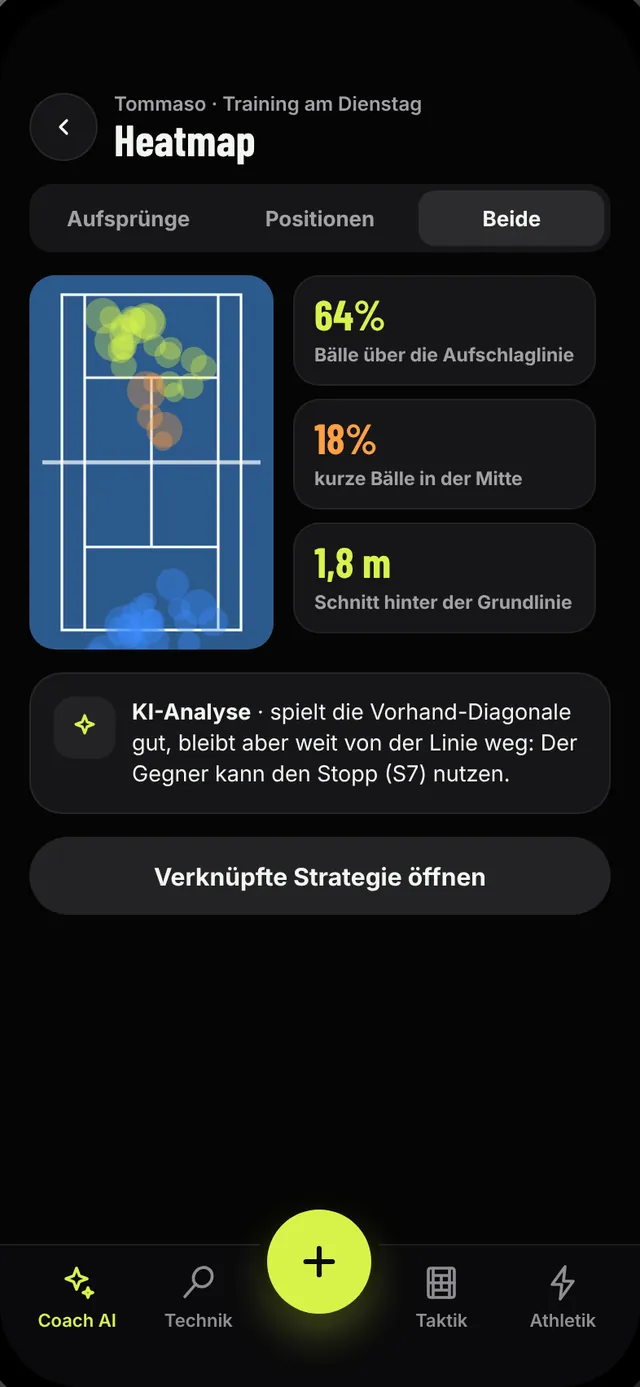 Tommaso · Training am Dienstag
Heatmap
Aufsprünge
Positionen
Beide
64%
Bälle über die Aufschlaglinie
18%
kurze Bälle in der Mitte
1,8 m
Schnitt hinter der Grundlinie
KI-Analyse · spielt die Vorhand-Diagonale
gut, bleibt aber weit von der Linie weg: Der
Gegner kann den Stopp (S7) nutzen.
Verknüpfte Strategie öffnen
Coach AI
Technik
Taktik
Athletik